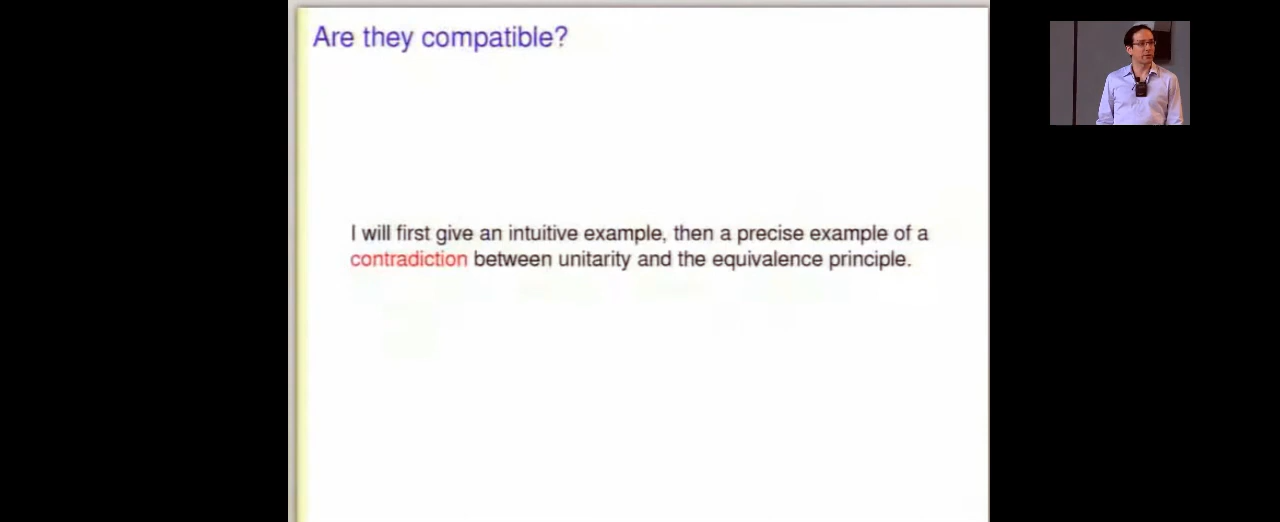 Are they compatible?
I will first give an intuitive example, then a precise example of a
contradiction between unitarity and the equivalence principle.